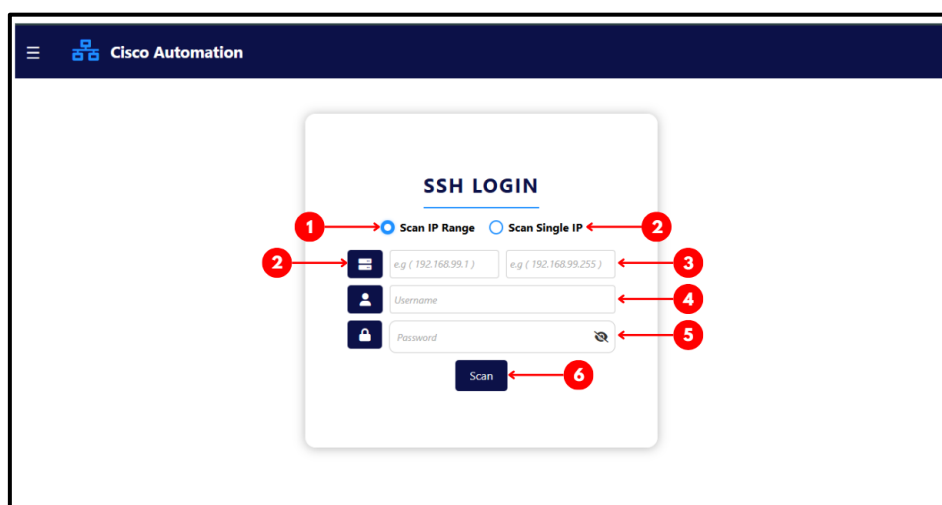 Cisco Automation
SSH LOGIN
1 Scan IP Range Scan Single IP 2
2 e.g ( 192.168.99.1 ) e.g ( 192.168.99.255 ) 3
Username 4
Password 5
Scan 6